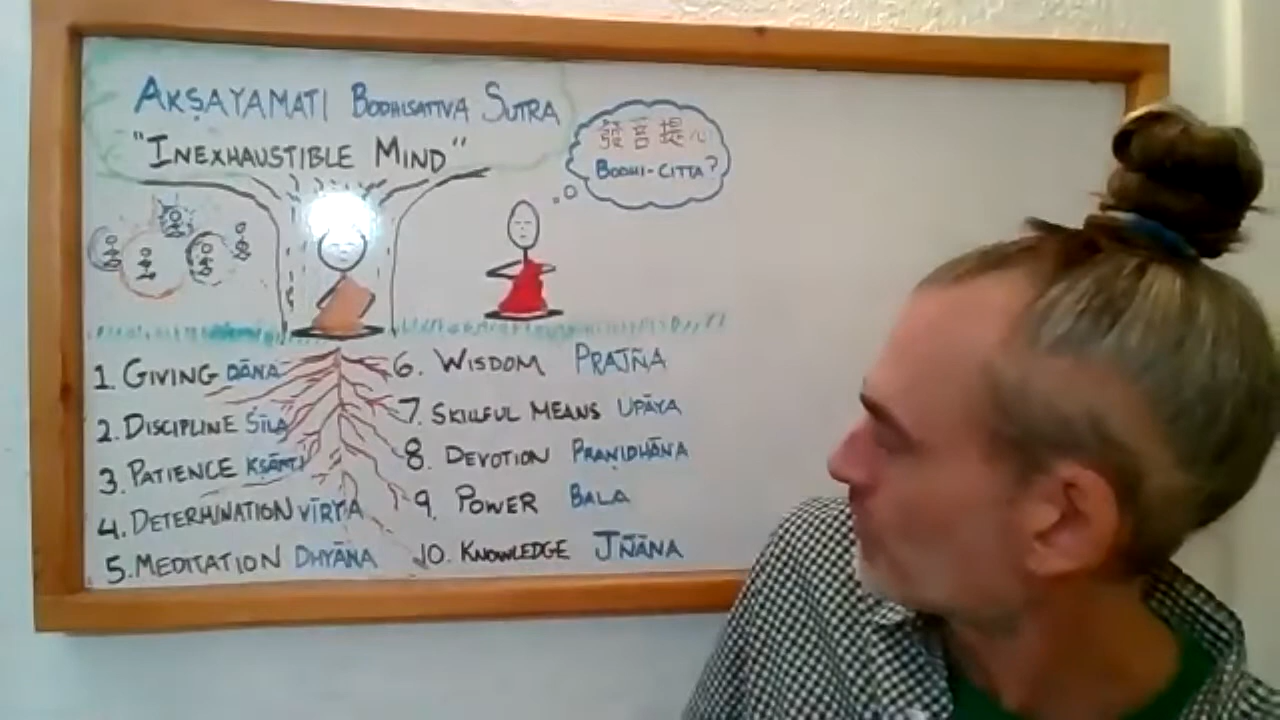 AKṢAYAMATI BODHISATTVA SUTRA
"INEXHAUSTIBLE MIND"
發菩提心
BODHI-CITTA?
1. GIVING DĀNA
2. DISCIPLINE ŚĪLA
3. PATIENCE KṢĀNTI
4. DETERMINATION VĪRYA
5. MEDITATION DHYĀNA
6. WISDOM PRAJÑA
7. SKILLFUL MEANS UPĀYA
8. DEVOTION PRAṆIDHĀNA
9. POWER BALA
10. KNOWLEDGE JÑĀNA